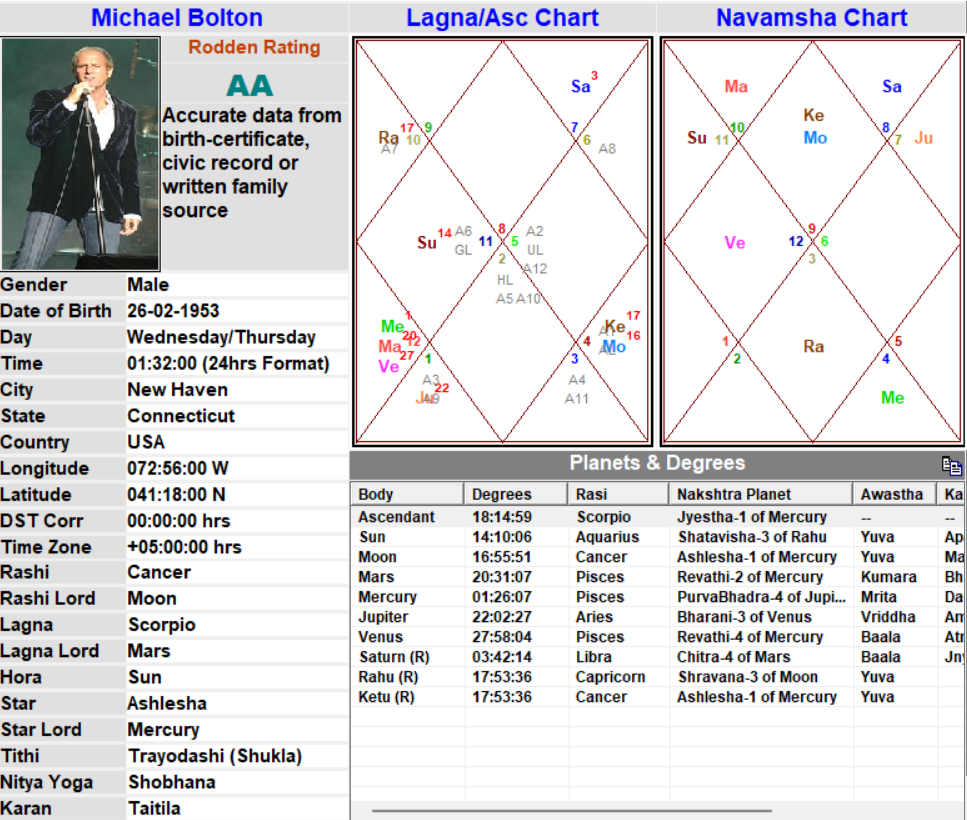 Michael Bolton
Rodden Rating
AA
Accurate data from
birth-certificate,
civic record or
written family
source
Gender Male
Date of Birth 26-02-1953
Day Wednesday/Thursday
Time 01:32:00 (24hrs Format)
City New Haven
State Connecticut
Country USA
Longitude 072:56:00 W
Latitude 041:18:00 N
DST Corr 00:00:00 hrs
Time Zone +05:00:00 hrs
Rashi Cancer
Rashi Lord Moon
Lagna Scorpio
Lagna Lord Mars
Hora Sun
Star Ashlesha
Star Lord Mercury
Tithi Trayodashi (Shukla)
Nitya Yoga Shobhana
Karan Taitila
Lagna/Asc Chart
Sa 3
Ra 17 9
A7 10
7
6 A8
Su 14 A6 11 8 5 A2
GL UL
2 A12
HL
A5 A10
Me 1
Ma 20 12
Ve 27 1
A3
Ju 22 A9
Ke 17
4 Mo 16
3
A4
A11
Navamsha Chart
Ma Sa
Ke
Su 11 10 Mo 8 7 Ju
Ve 12 9 6
3
1 2 Ra 5 4
Me
Planets & Degrees
Body Degrees Rasi Nakshtra Planet Awastha Ka
Ascendant 18:14:59 Scorpio Jyestha-1 of Mercury -- --
Sun 14:10:06 Aquarius Shatavisha-3 of Rahu Yuva Ap
Moon 16:55:51 Cancer Ashlesha-1 of Mercury Yuva Ma
Mars 20:31:07 Pisces Revathi-2 of Mercury Kumara Bh
Mercury 01:26:07 Pisces PurvaBhadra-4 of Jupi... Mrita Da
Jupiter 22:02:27 Aries Bharani-3 of Venus Vriddha Am
Venus 27:58:04 Pisces Revathi-4 of Mercury Baala Atr
Saturn (R) 03:42:14 Libra Chitra-4 of Mars Baala Jny
Rahu (R) 17:53:36 Capricorn Shravana-3 of Moon Yuva
Ketu (R) 17:53:36 Cancer Ashlesha-1 of Mercury Yuva